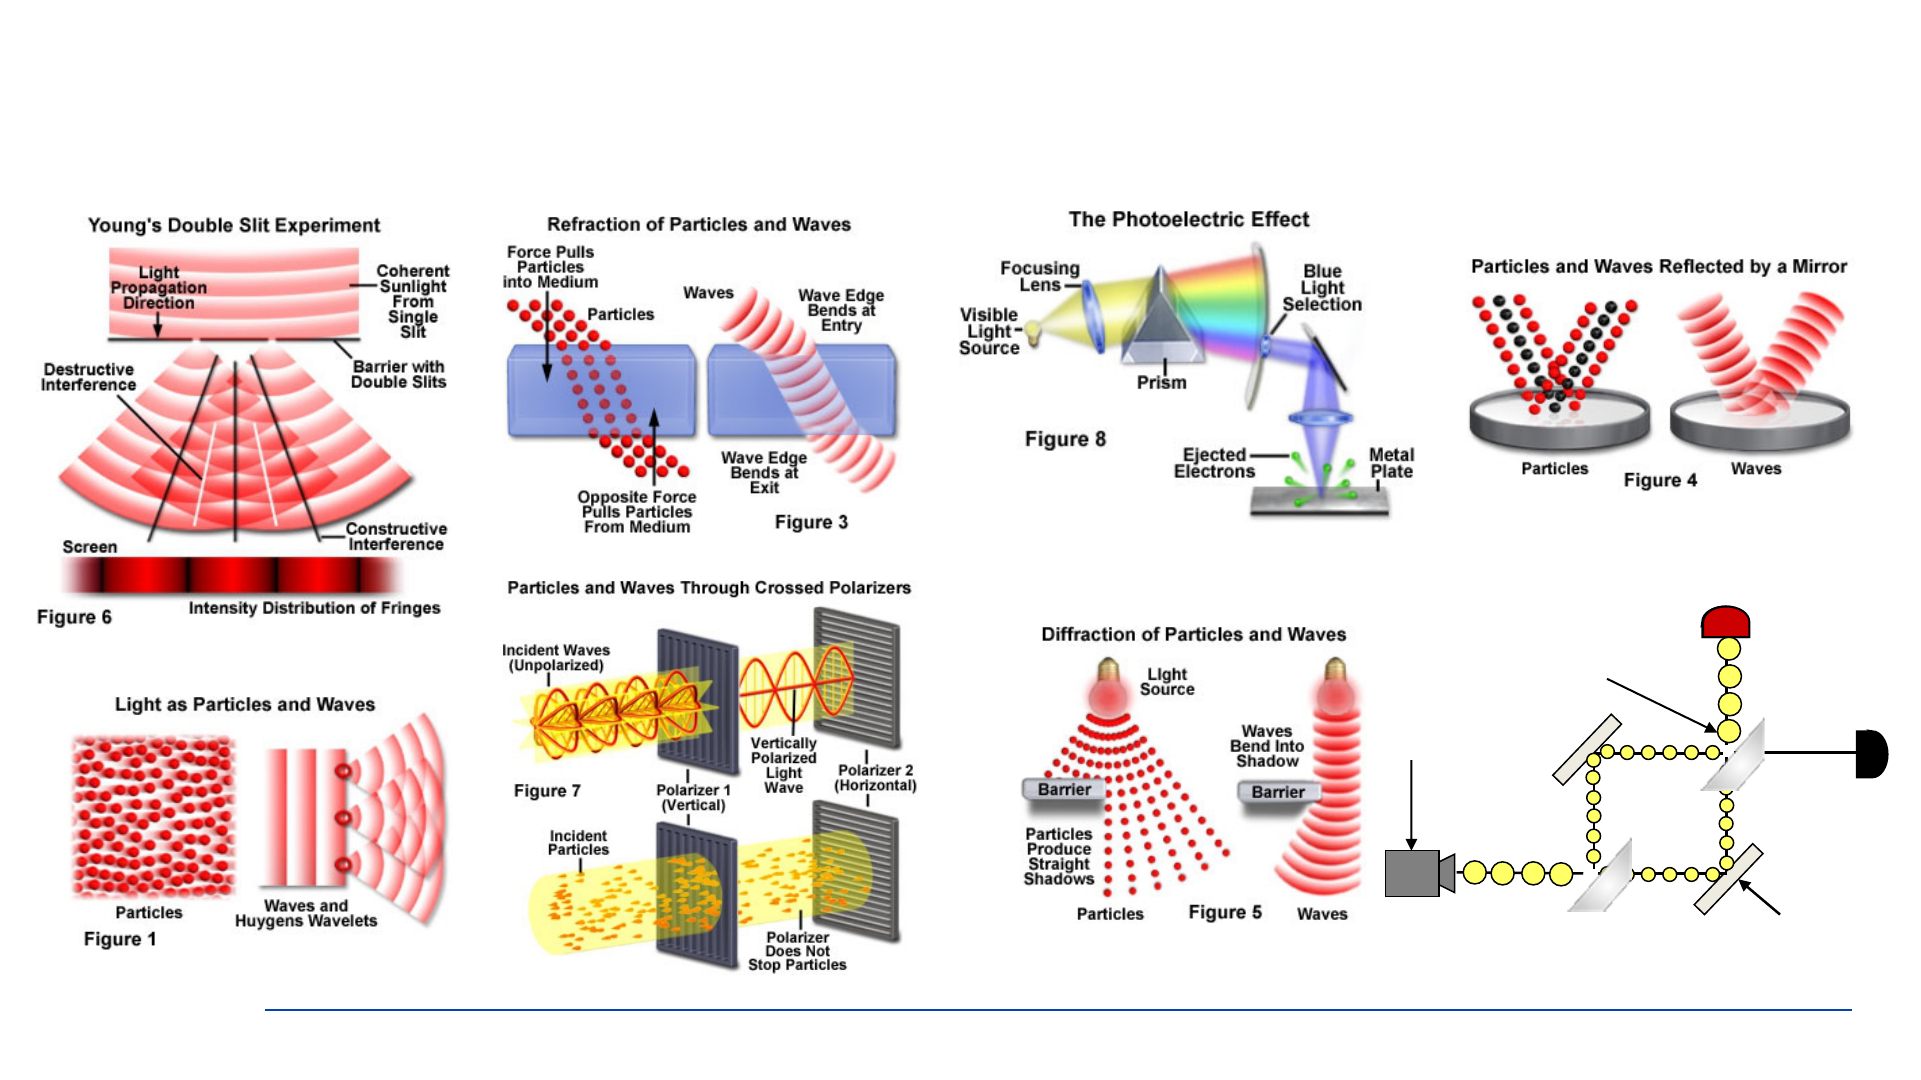 Young's Double Slit Experiment
Light
Propagation
Direction
Coherent
Sunlight
From
Single
Slit
Destructive
Interference
Barrier with
Double Slits
Constructive
Interference
Screen
Intensity Distribution of Fringes
Figure 6
Refraction of Particles and Waves
Force Pulls
Particles
into Medium
Particles
Waves
Wave Edge
Bends at
Entry
Wave Edge
Bends at
Exit
Opposite Force
Pulls Particles
From Medium
Figure 3
The Photoelectric Effect
Focusing
Lens
Visible
Light
Source
Blue
Light
Selection
Prism
Figure 8
Ejected
Electrons
Metal
Plate
Particles and Waves Reflected by a Mirror
Particles
Waves
Figure 4
Light as Particles and Waves
Particles
Waves and
Huygens Wavelets
Figure 1
Particles and Waves Through Crossed Polarizers
Incident Waves
(Unpolarized)
Vertically
Polarized
Light
Wave
Polarizer 2
(Horizontal)
Polarizer 1
(Vertical)
Figure 7
Incident
Particles
Polarizer
Does Not
Stop Particles
Diffraction of Particles and Waves
Light
Source
Waves
Bend Into
Shadow
Barrier
Barrier
Particles
Produce
Straight
Shadows
Particles
Figure 5
Waves